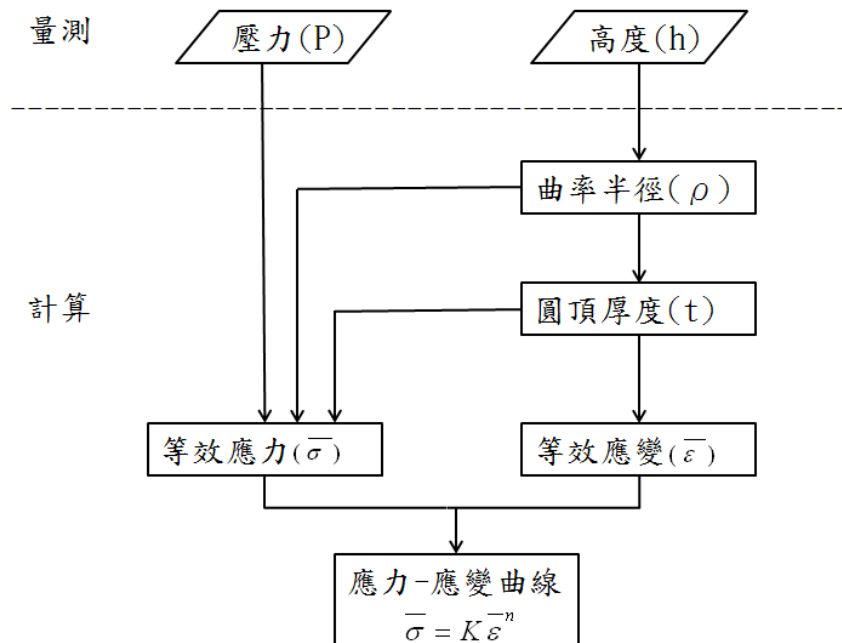 量測
壓力(P)
高度(h)
曲率半徑(ρ)
計算
圓頂厚度(t)
等效應力(σ̅)
等效應變(ε̅)
應力-應變曲線
σ̅ = K ε̅ⁿ